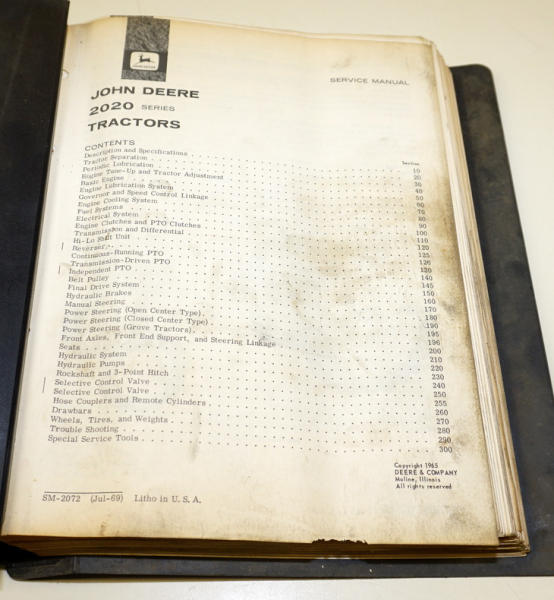 JOHN DEERE
SERVICE MANUAL
JOHN DEERE
2020 SERIES
TRACTORS
CONTENTS
Section
Description and Specifications 10
Tractor Separation 20
Periodic Lubrication 30
Engine Tune-Up and Tractor Adjustment 40
Basic Engine 50
Engine Lubrication System 60
Governor and Speed Control Linkage 70
Engine Cooling System 80
Fuel Systems 90
Electrical System 100
Engine Clutches and PTO Clutches 110
Transmission and Differential 120
Hi-Lo Shift Unit 125
Reverser 126
Continuous-Running PTO 130
Transmission-Driven PTO 140
Independent PTO 145
Belt Pulley 150
Final Drive System 160
Hydraulic Brakes 170
Manual Steering 180
Power Steering (Open Center Type) 190
Power Steering (Closed Center Type) 195
Power Steering (Grove Tractors) 196
Front Axles, Front End Support, and Steering Linkage 200
Seats 210
Hydraulic System 220
Hydraulic Pumps 230
Rockshaft and 3-Point Hitch 240
Selective Control Valve 250
Selective Control Valve 255
Hose Couplers and Remote Cylinders 260
Drawbars 270
Wheels, Tires, and Weights 280
Trouble Shooting 290
Special Service Tools 300
Copyright 1965
DEERE & COMPANY
Moline, Illinois
All rights reserved
SM-2072 (Jul-69) Litho in U. S. A.